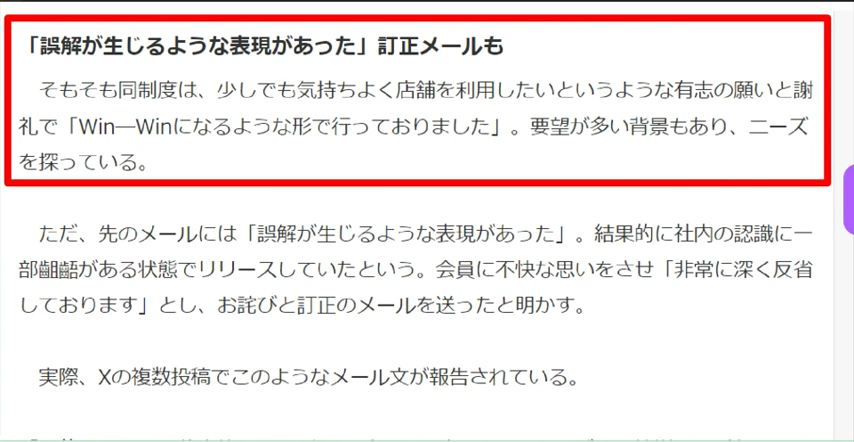 「誤解が生じるような表現があった」訂正メールも
そもそも同制度は、少しでも気持ちよく店舗を利用したいというような有志の願いと謝
礼で「Win―Winになるような形で行っておりました」。要望が多い背景もあり、ニーズ
を探っている。
ただ、先のメールには「誤解が生じるような表現があった」。結果的に社内の認識に一
部齟齬がある状態でリリースしていたという。会員に不快な思いをさせ「非常に深く反省
しております」とし、お詫びと訂正のメールを送ったと明かす。
実際、Xの複数投稿でこのようなメール文が報告されている。